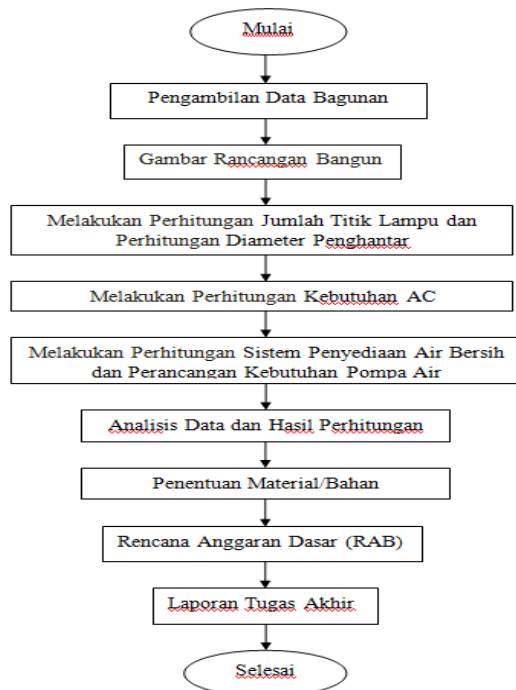 Mulai
Pengambilan Data Bagunan
Gambar Rancangan Bangun
Melakukan Perhitungan Jumlah Titik Lampu dan
Perhitungan Diameter Penghantar
Melakukan Perhitungan Kebutuhan AC
Melakukan Perhitungan Sistem Penyediaan Air Bersih
dan Perancangan Kebutuhan Pompa Air
Analisis Data dan Hasil Perhitungan
Penentuan Material/Bahan
Rencana Anggaran Dasar (RAB)
Laporan Tugas Akhir
Selesai